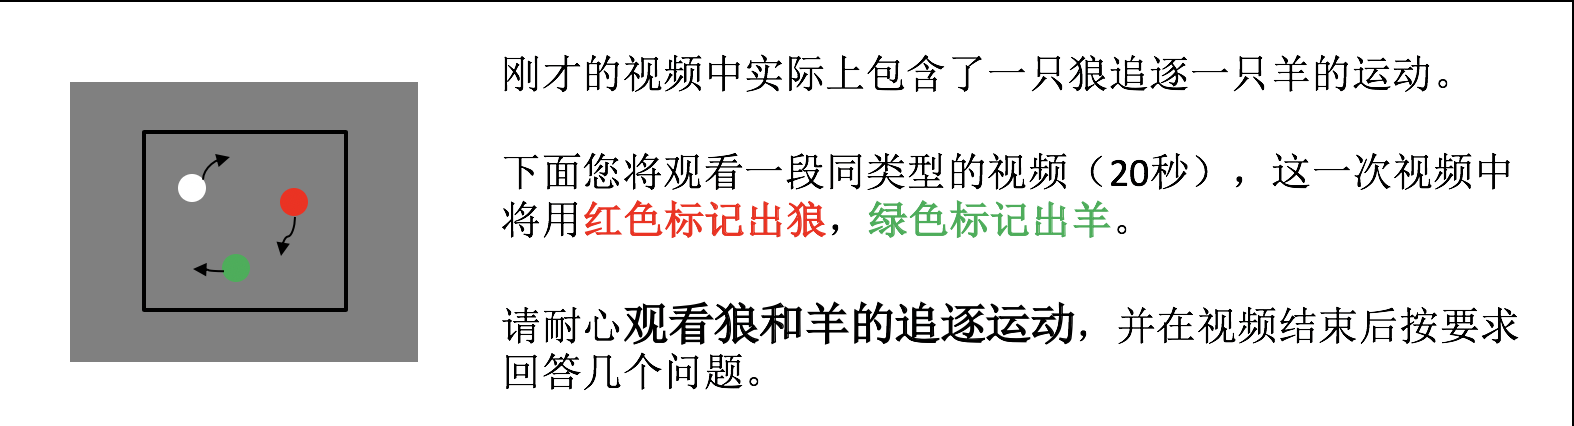 刚才的视频中实际上包含了一只狼追逐一只羊的运动。
下面您将观看一段同类型的视频（20秒），这一次视频中
将用红色标记出狼，绿色标记出羊。
请耐心观看狼和羊的追逐运动，并在视频结束后按要求
回答几个问题。